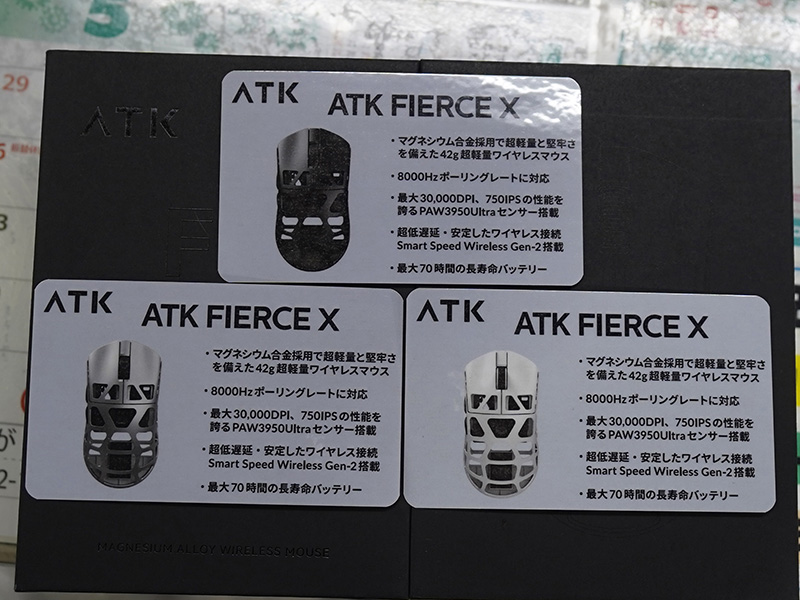 5
29
ATK
ATK
ATK FIERCE X
・マグネシウム合金採用で超軽量と堅牢さ
を備えた42g超軽量ワイヤレスマウス
・8000Hzポーリングレートに対応
・最大30,000DPI、750IPSの性能を
誇るPAW3950Ultraセンサー搭載
・超低遅延・安定したワイヤレス接続
Smart Speed Wireless Gen-2搭載
・最大70時間の長寿命バッテリー
ATK
ATK FIERCE X
・マグネシウム合金採用で超軽量と堅牢さ
を備えた42g超軽量ワイヤレスマウス
・8000Hzポーリングレートに対応
・最大30,000DPI、750IPSの性能を
誇るPAW3950Ultraセンサー搭載
・超低遅延・安定したワイヤレス接続
Smart Speed Wireless Gen-2搭載
・最大70時間の長寿命バッテリー
ATK
ATK FIERCE X
・マグネシウム合金採用で超軽量と堅牢さ
を備えた42g超軽量ワイヤレスマウス
・8000Hzポーリングレートに対応
・最大30,000DPI、750IPSの性能を
誇るPAW3950Ultraセンサー搭載
・超低遅延・安定したワイヤレス接続
Smart Speed Wireless Gen-2搭載
・最大70時間の長寿命バッテリー
が
2-
MAGNESIUM ALLOY WIRELESS MOUSE